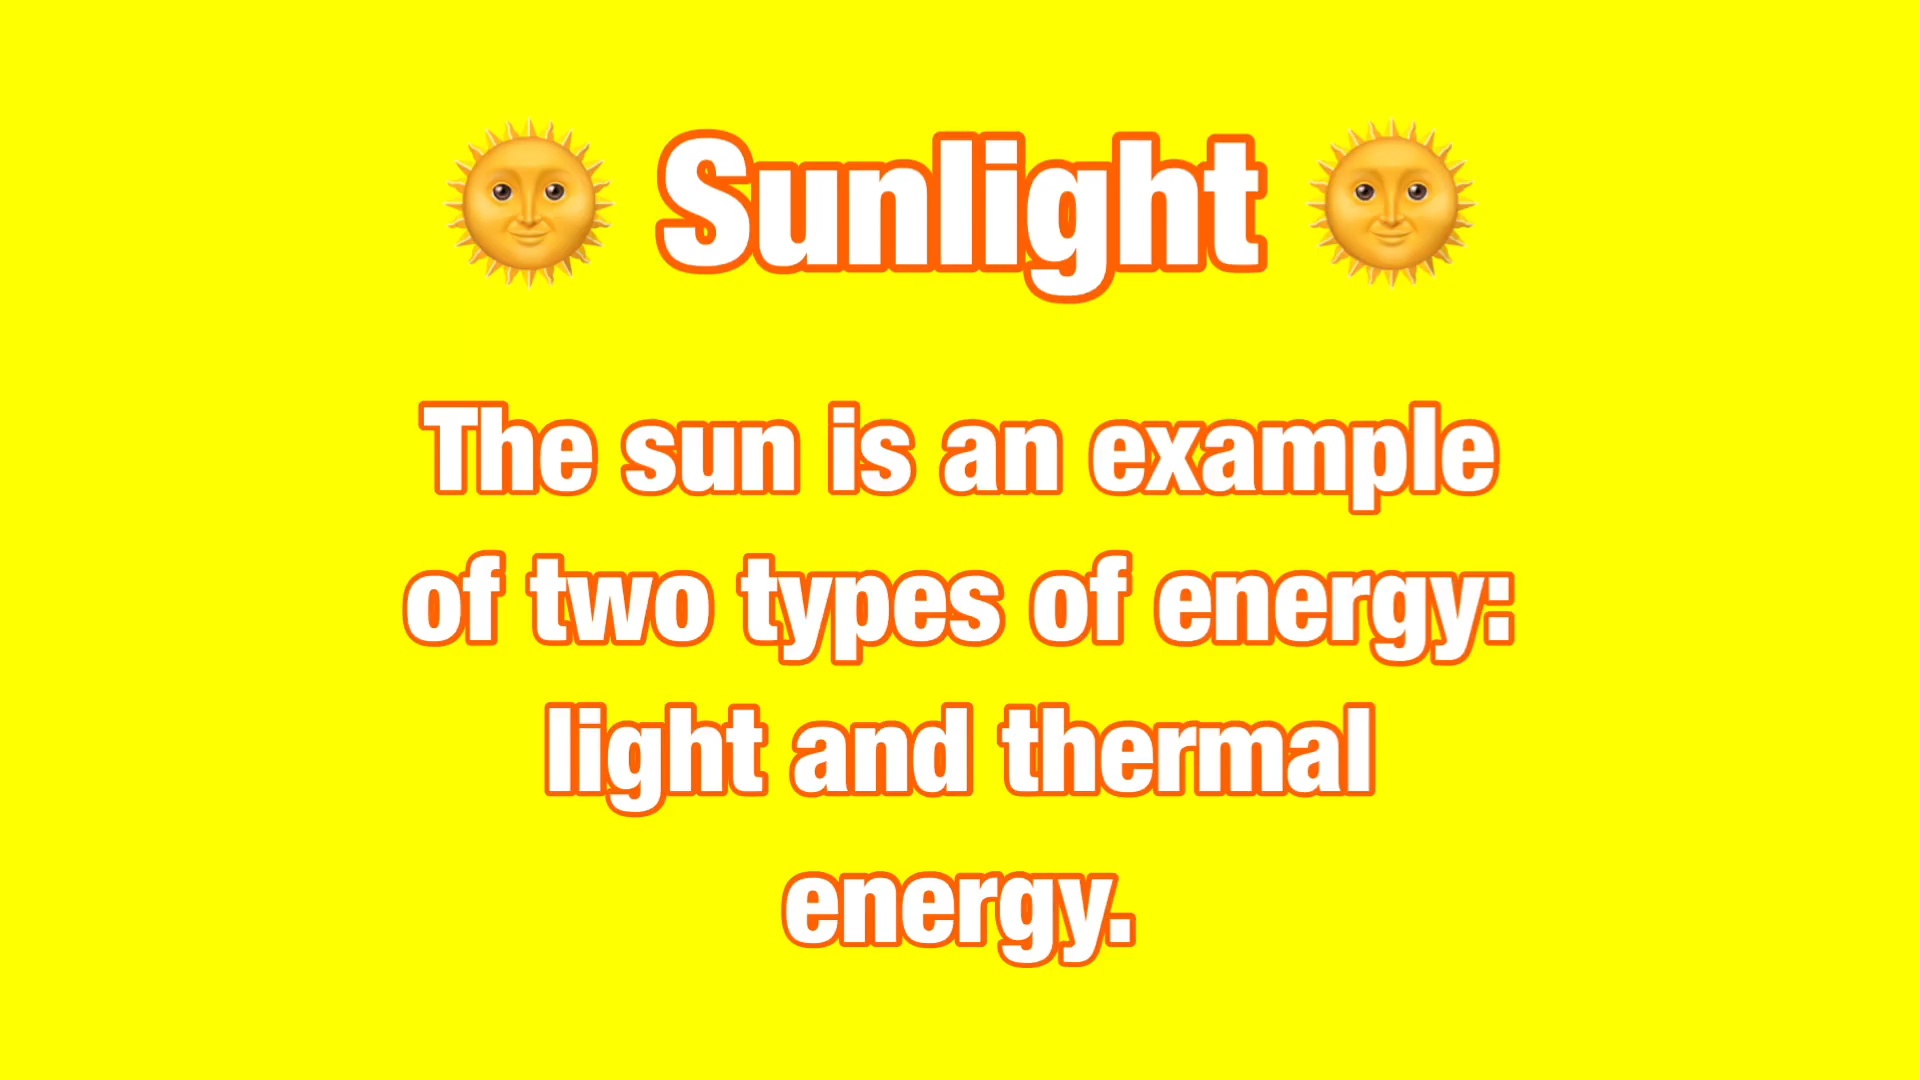 Sunlight
The sun is an example
of two types of energy:
light and thermal
energy.